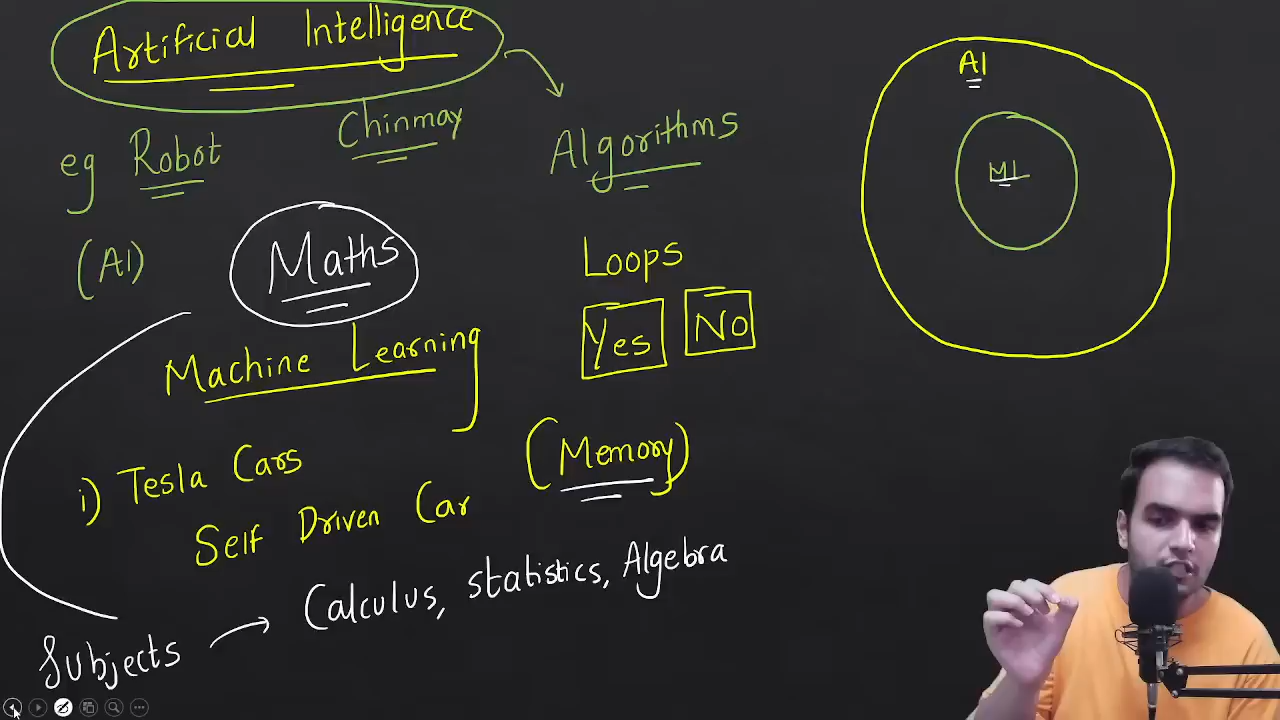 Artificial Intelligence
eg Robot
(AI)
Chinmay
Algorithms
Maths
Loops
Yes No
Machine Learning
(Memory)
i) Tesla Cars
Self Driven Car
Subjects → Calculus, statistics, Algebra
AI
ML